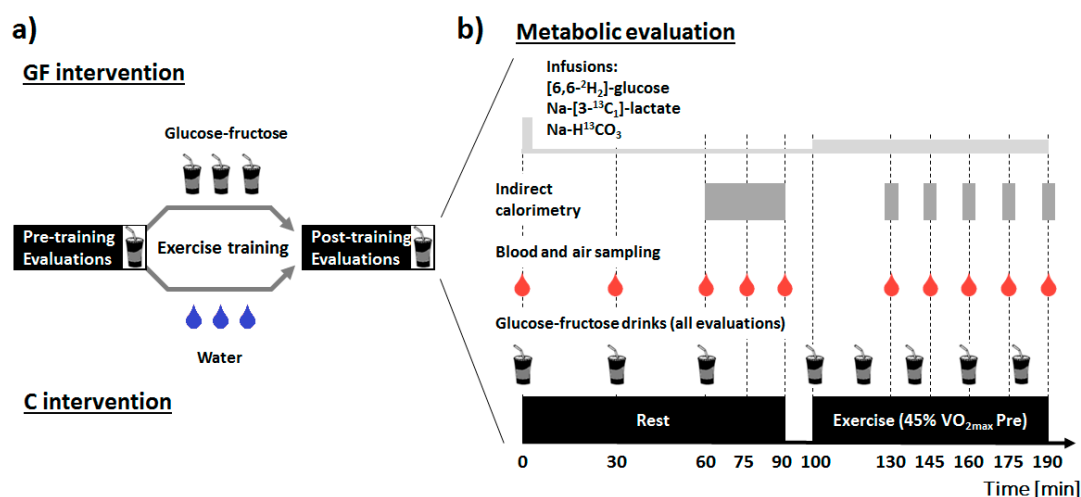 a)
GF intervention
Glucose-fructose
Pre-training
Evaluations
Exercise training
Post-training
Evaluations
Water
C intervention
b)
Metabolic evaluation
Infusions:
[6,6-²H₂]-glucose
Na-[3-¹³C₁]-lactate
Na-H¹³CO₃
Indirect
calorimetry
Blood and air sampling
Glucose-fructose drinks (all evaluations)
Rest
Exercise (45% VO₂max Pre)
0 30 60 75 90 100 130 145 160 175 190
Time [min]